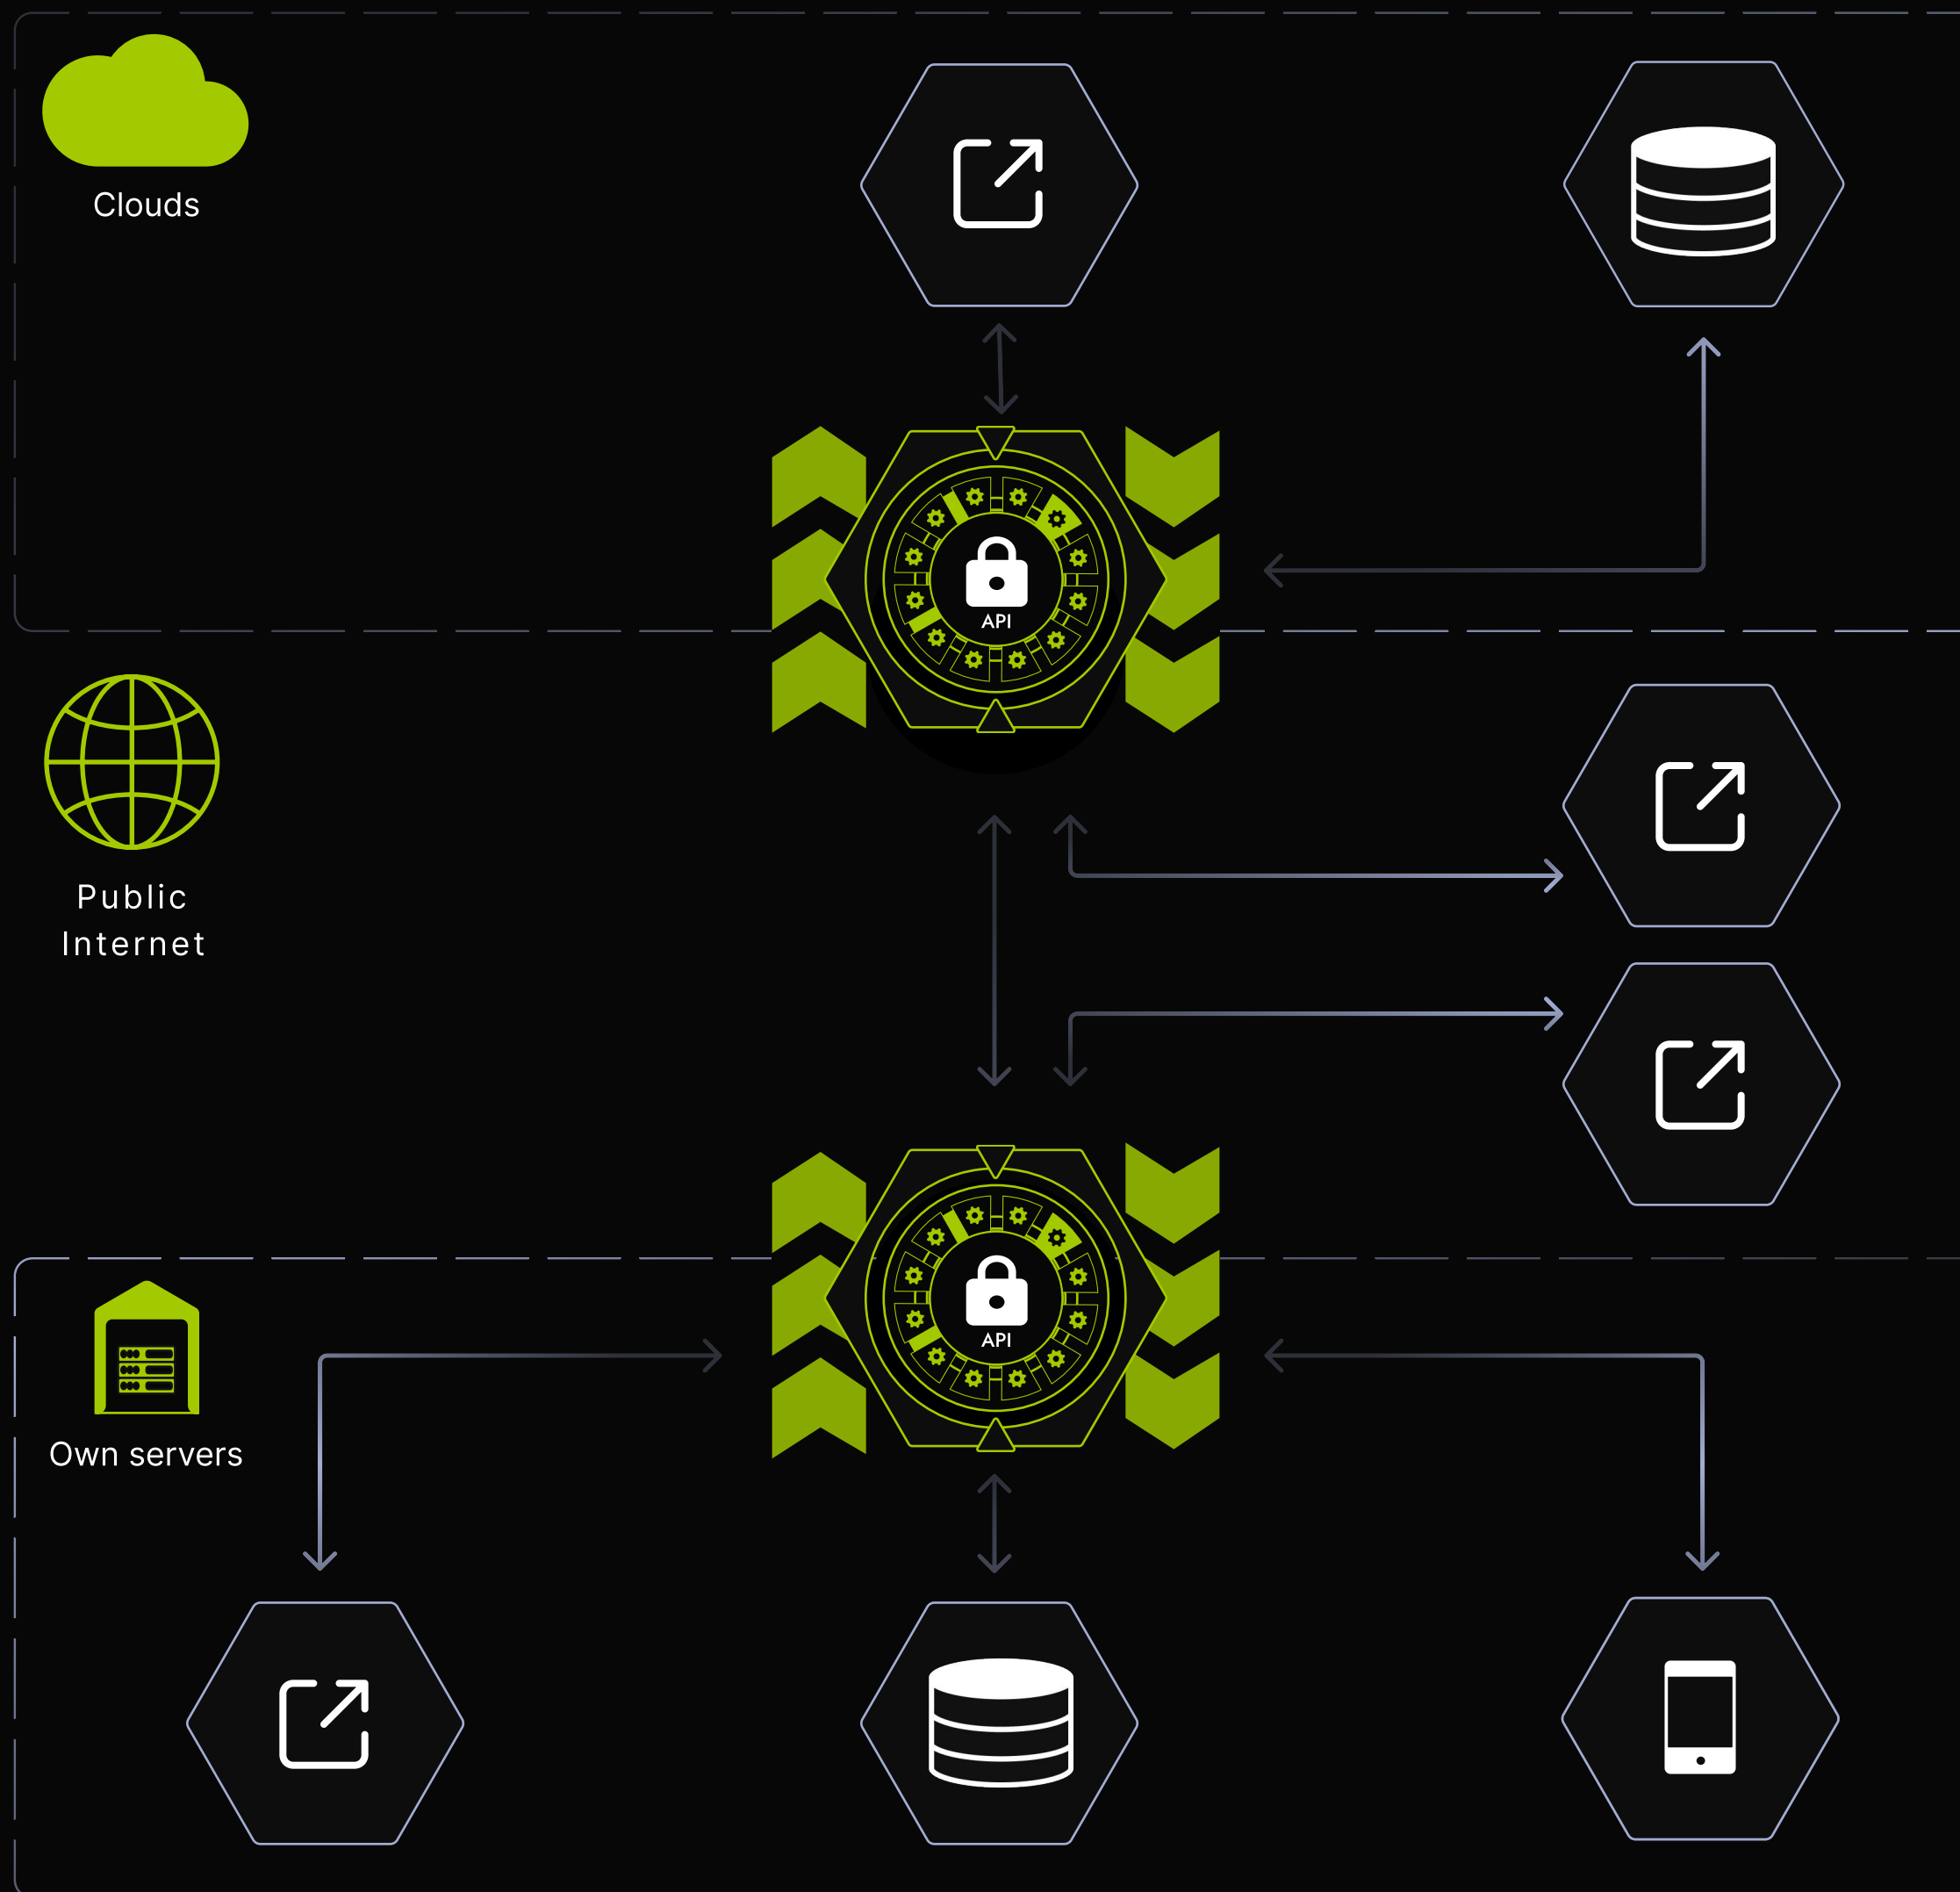 Clouds
API
Public
Internet
API
Own servers